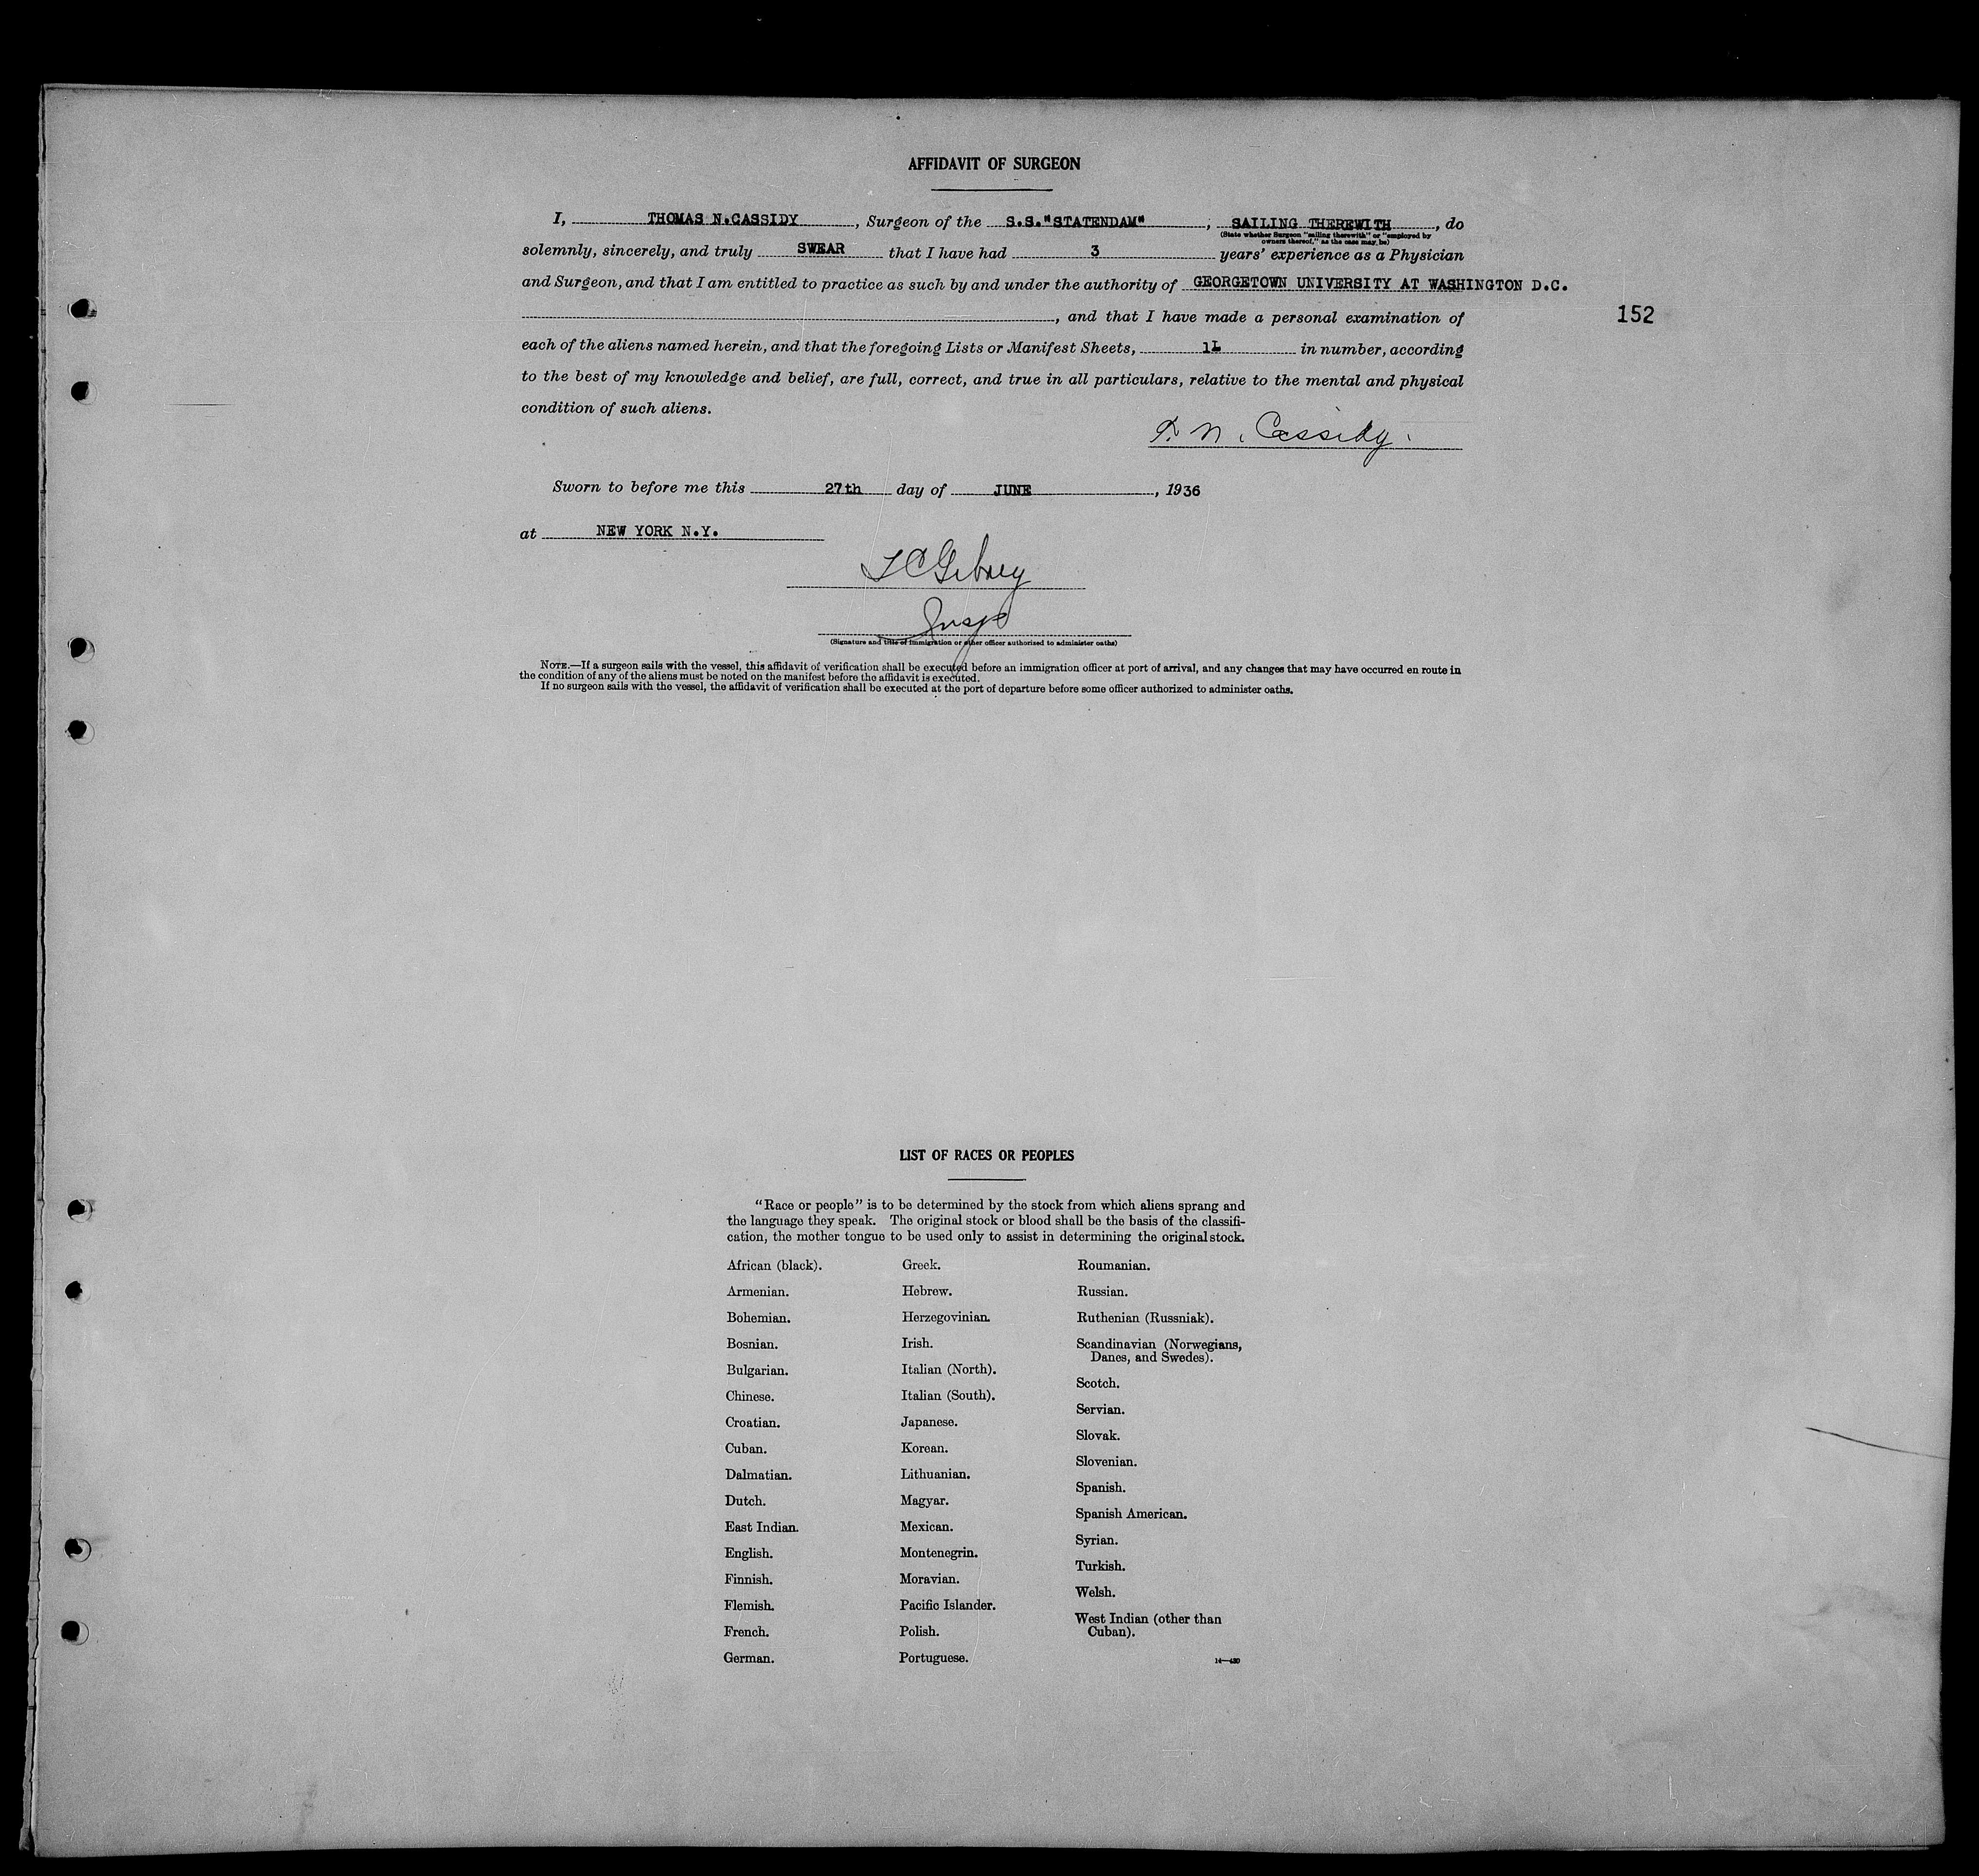 AFFIDAVIT OF SURGEON
I, THOMAS N.CASSIDY, Surgeon of the S.S."STATENDAM", SAILING THEREWITH, do
(State whether Surgeon "sailing therewith" or "employed by
owners thereof," as the case may be)
solemnly, sincerely, and truly SWEAR that I have had 3 years' experience as a Physician
and Surgeon, and that I am entitled to practice as such by and under the authority of GEORGETOWN UNIVERSITY AT WASHINGTON D.C.
152
, and that I have made a personal examination of
each of the aliens named herein, and that the foregoing Lists or Manifest Sheets, in number, according
to the best of my knowledge and belief, are full, correct, and true in all particulars, relative to the mental and physical
condition of such aliens.
T. N. Cassidy.
Sworn to before me this 27th day of JUNE, 1936
at NEW YORK N.Y.
Insp
(Signature and title of immigration or other officer authorized to administer oaths)
NOTE.—If a surgeon sails with the vessel, this affidavit of verification shall be executed before an immigration officer at port of arrival, and any changes that may have occurred en route in
the condition of any of the aliens must be noted on the manifest before the affidavit is executed.
If no surgeon sails with the vessel, the affidavit of verification shall be executed at the port of departure before some officer authorized to administer oaths.
LIST OF RACES OR PEOPLES
"Race or people" is to be determined by the stock from which aliens sprang and
the language they speak. The original stock or blood shall be the basis of the classifi-
cation, the mother tongue to be used only to assist in determining the original stock.
African (black).
Armenian.
Bohemian.
Bosnian.
Bulgarian.
Chinese.
Croatian.
Cuban.
Dalmatian.
Dutch.
East Indian.
English.
Finnish.
Flemish.
French.
German.
Greek.
Hebrew.
Herzegovinian.
Irish.
Italian (North).
Italian (South).
Japanese.
Korean.
Lithuanian.
Magyar.
Mexican.
Montenegrin.
Moravian.
Pacific Islander.
Polish.
Portuguese.
Roumanian.
Russian.
Ruthenian (Russniak).
Scandinavian (Norwegians,
Danes, and Swedes).
Scotch.
Servian.
Slovak.
Slovenian.
Spanish.
Spanish American.
Syrian.
Turkish.
Welsh.
West Indian (other than
Cuban).